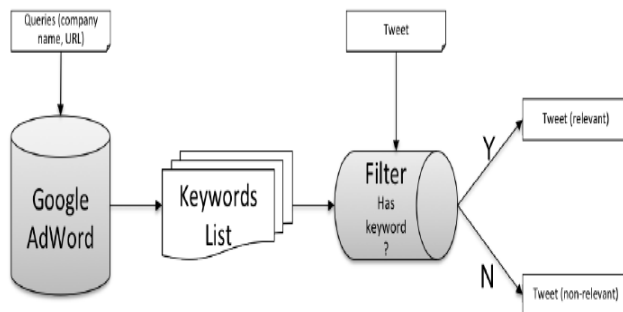 Queries (company
name, URL)
Tweet
Google
AdWord
Keywords
List
Filter
Has
keyword
?
Y
N
Tweet (relevant)
Tweet (non-relevant)